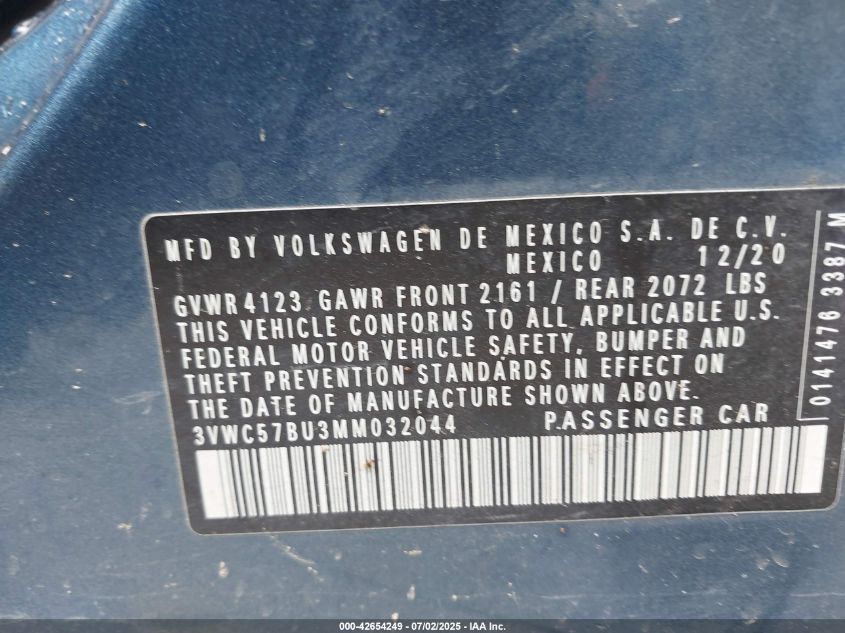 MFD BY VOLKSWAGEN DE MEXICO S.A. DE C.V.
MEXICO 12/20
GVWR 4123 GAWR FRONT 2161 / REAR 2072 LBS
THIS VEHICLE CONFORMS TO ALL APPLICABLE U.S.
FEDERAL MOTOR VEHICLE SAFETY, BUMPER AND
THEFT PREVENTION STANDARDS IN EFFECT ON
THE DATE OF MANUFACTURE SHOWN ABOVE.
3VWC57BU3MM032044 PASSENGER CAR
0141476 3387 M
000-42654249 - 07/02/2025 - IAA Inc.